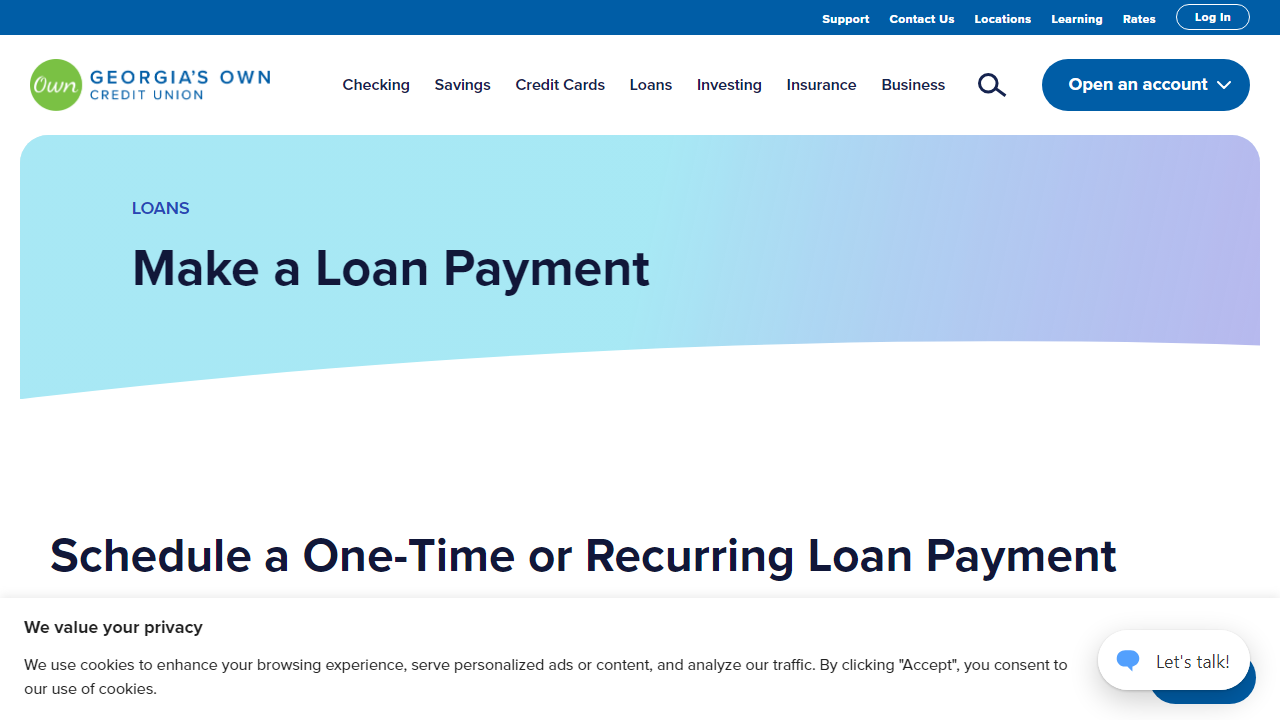 Support Contact Us Locations Learning Rates Log In
Own GEORGIA'S OWN
CREDIT UNION
Checking Savings Credit Cards Loans Investing Insurance Business Open an account
LOANS
Make a Loan Payment
Schedule a One-Time or Recurring Loan Payment
We value your privacy
We use cookies to enhance your browsing experience, serve personalized ads or content, and analyze our traffic. By clicking "Accept", you consent to
our use of cookies.
Let's talk!